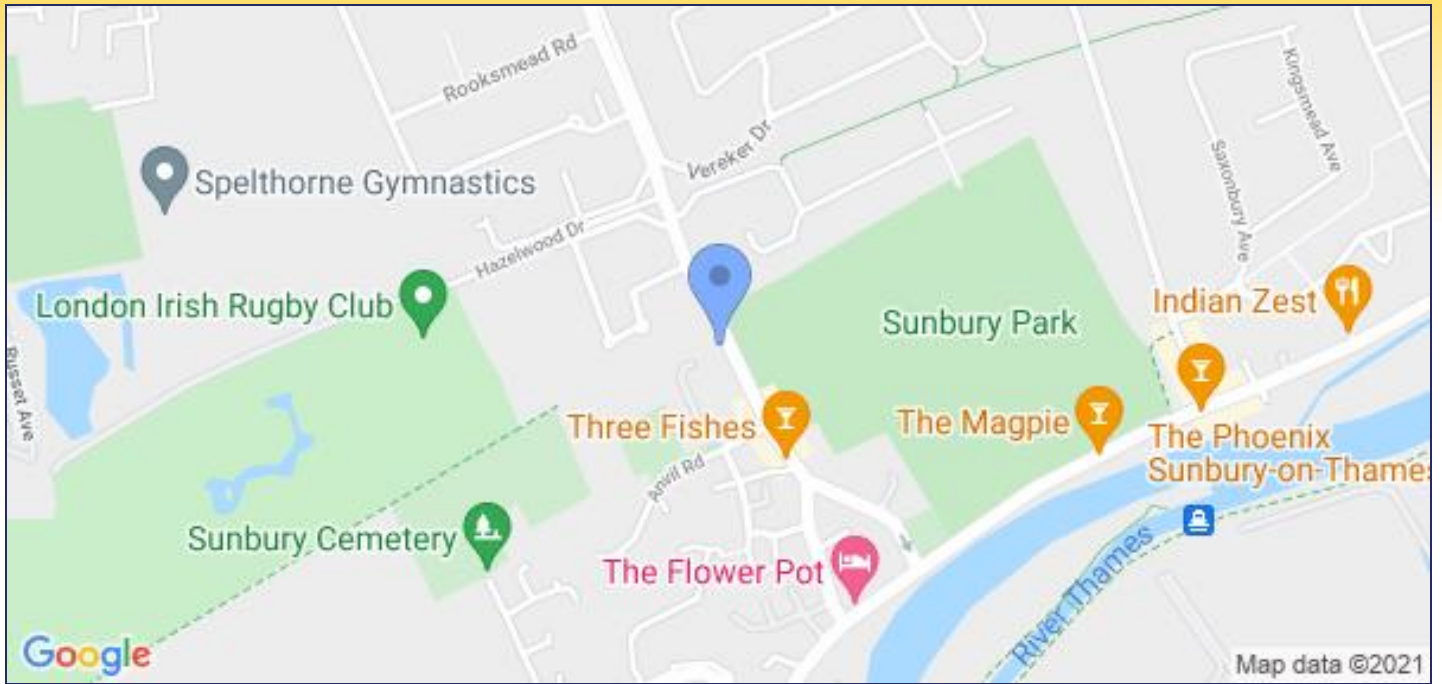 Rooksmead Rd
Kingsmead Ave
Vereker Dr
Saxonbury Ave
Spelthorne Gymnastics
Hazelwood Dr
London Irish Rugby Club
Indian Zest
Sunbury Park
Russet Ave
Three Fishes
The Magpie
The Phoenix
Sunbury-on-Thames
Anvil Rd
Sunbury Cemetery
The Flower Pot
River Thames
Google
Map data ©2021